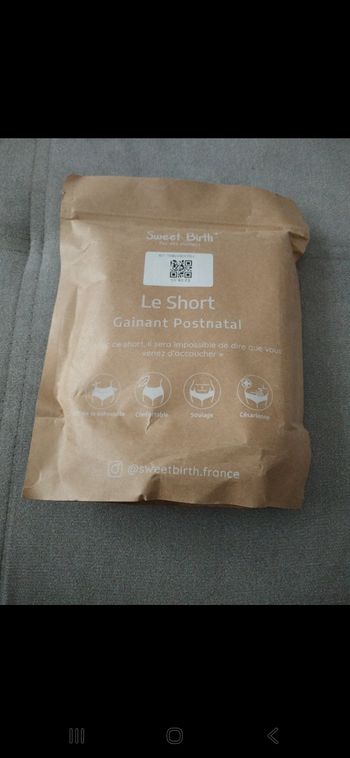 Sweet Birth
Le Short
Gainant Postnatal
ce short, il sera impossible de dire que vous
venez d'accoucher »
Confortable
Soulage
Césarienne
@sweetbirth.france